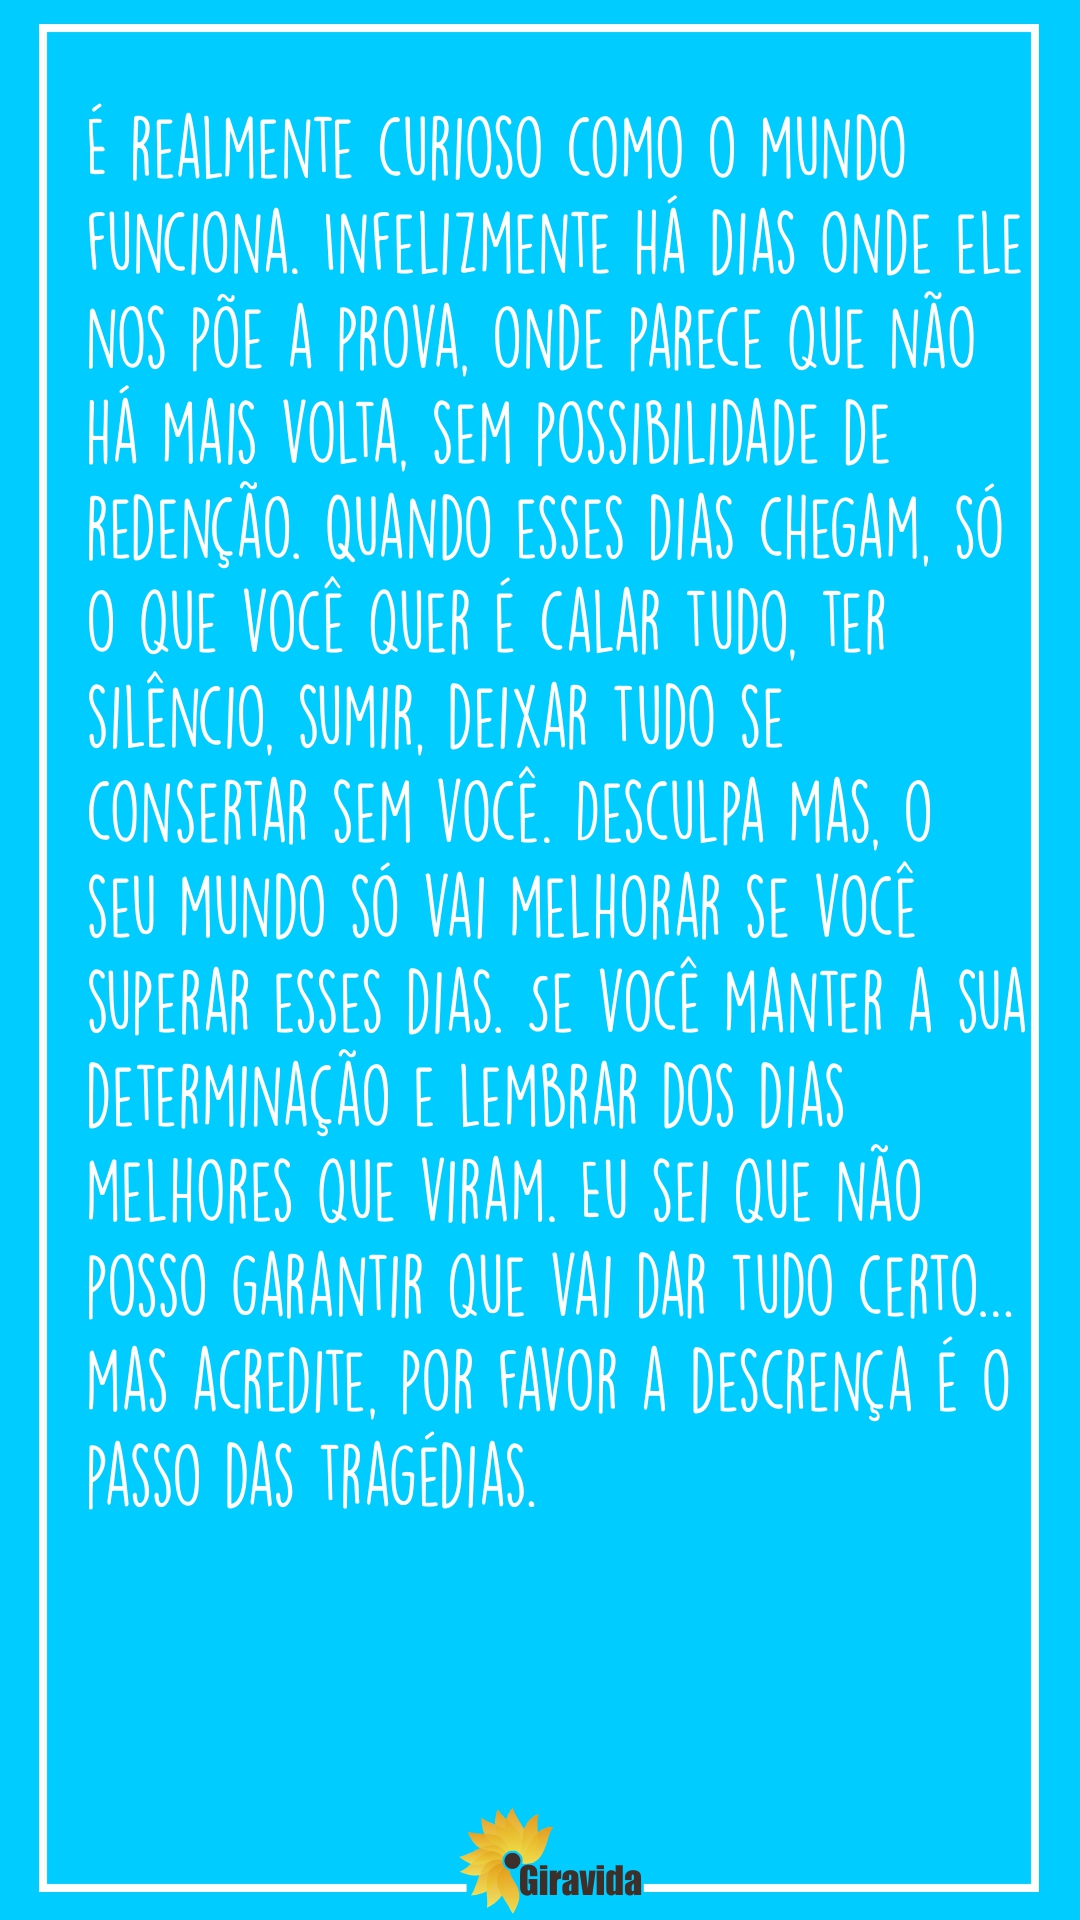 É REALMENTE CURIOSO COMO O MUNDO
FUNCIONA. INFELIZMENTE HÁ DIAS ONDE ELE
NOS PÕE A PROVA, ONDE PARECE QUE NÃO
HÁ MAIS VOLTA, SEM POSSIBILIDADE DE
REDENÇÃO. QUANDO ESSES DIAS CHEGAM, SÓ
O QUE VOCÊ QUER É CALAR TUDO, TER
SILÊNCIO, SUMIR, DEIXAR TUDO SE
CONSERTAR SEM VOCÊ. DESCULPA MAS, O
SEU MUNDO SÓ VAI MELHORAR SE VOCÊ
SUPERAR ESSES DIAS. SE VOCÊ MANTER A SUA
DETERMINAÇÃO E LEMBRAR DOS DIAS
MELHORES QUE VIRAM. EU SEI QUE NÃO
POSSO GARANTIR QUE VAI DAR TUDO CERTO...
MAS ACREDITE, POR FAVOR A DESCRENÇA É O
PASSO DAS TRAGÉDIAS.
Giravida